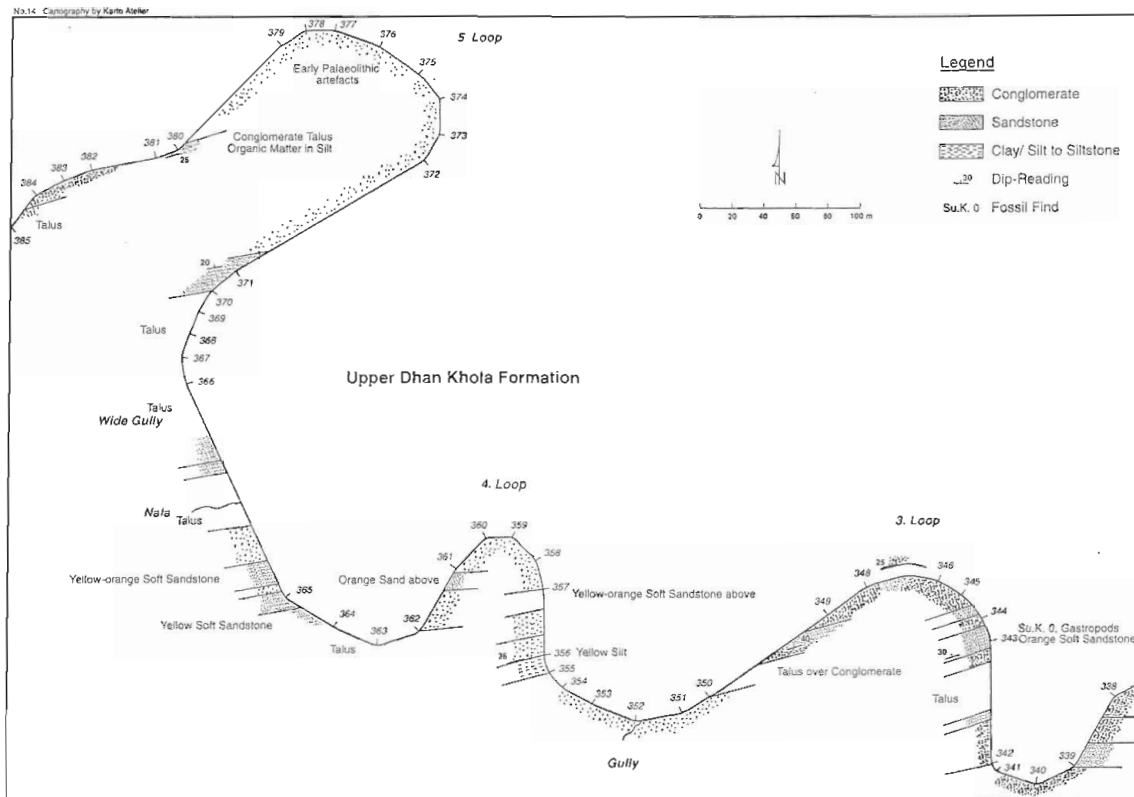 No.14 Cartography by Karto Atelier
5 Loop
379
378
377
376
375
374
373
372
Early Palaeolithic
artefacts
Legend
Conglomerate
Sandstone
Clay/ Silt to Siltstone
30 Dip-Reading
Su.K. 0 Fossil Find
N
0 20 40 60 80 100 m
Conglomerate Talus
Organic Matter in Silt
380
25
381
382
383
384
385
Talus
20
371
370
369
368
367
366
Talus
Upper Dhan Khola Formation
Talus
Wide Gully
Nala
Talus
Yellow-orange Soft Sandstone
Yellow Soft Sandstone
365
364
363
Talus
362
Orange Sand above
361
4. Loop
360
359
358
357
Yellow-orange Soft Sandstone above
356
Yellow Silt
355
354
353
352
Gully
351
350
Talus over Conglomerate
40
349
348
3. Loop
25
346
345
344
343
Su.K. 0, Gastropods
Orange Soft Sandstone
30
Talus
342
341
340
339
338